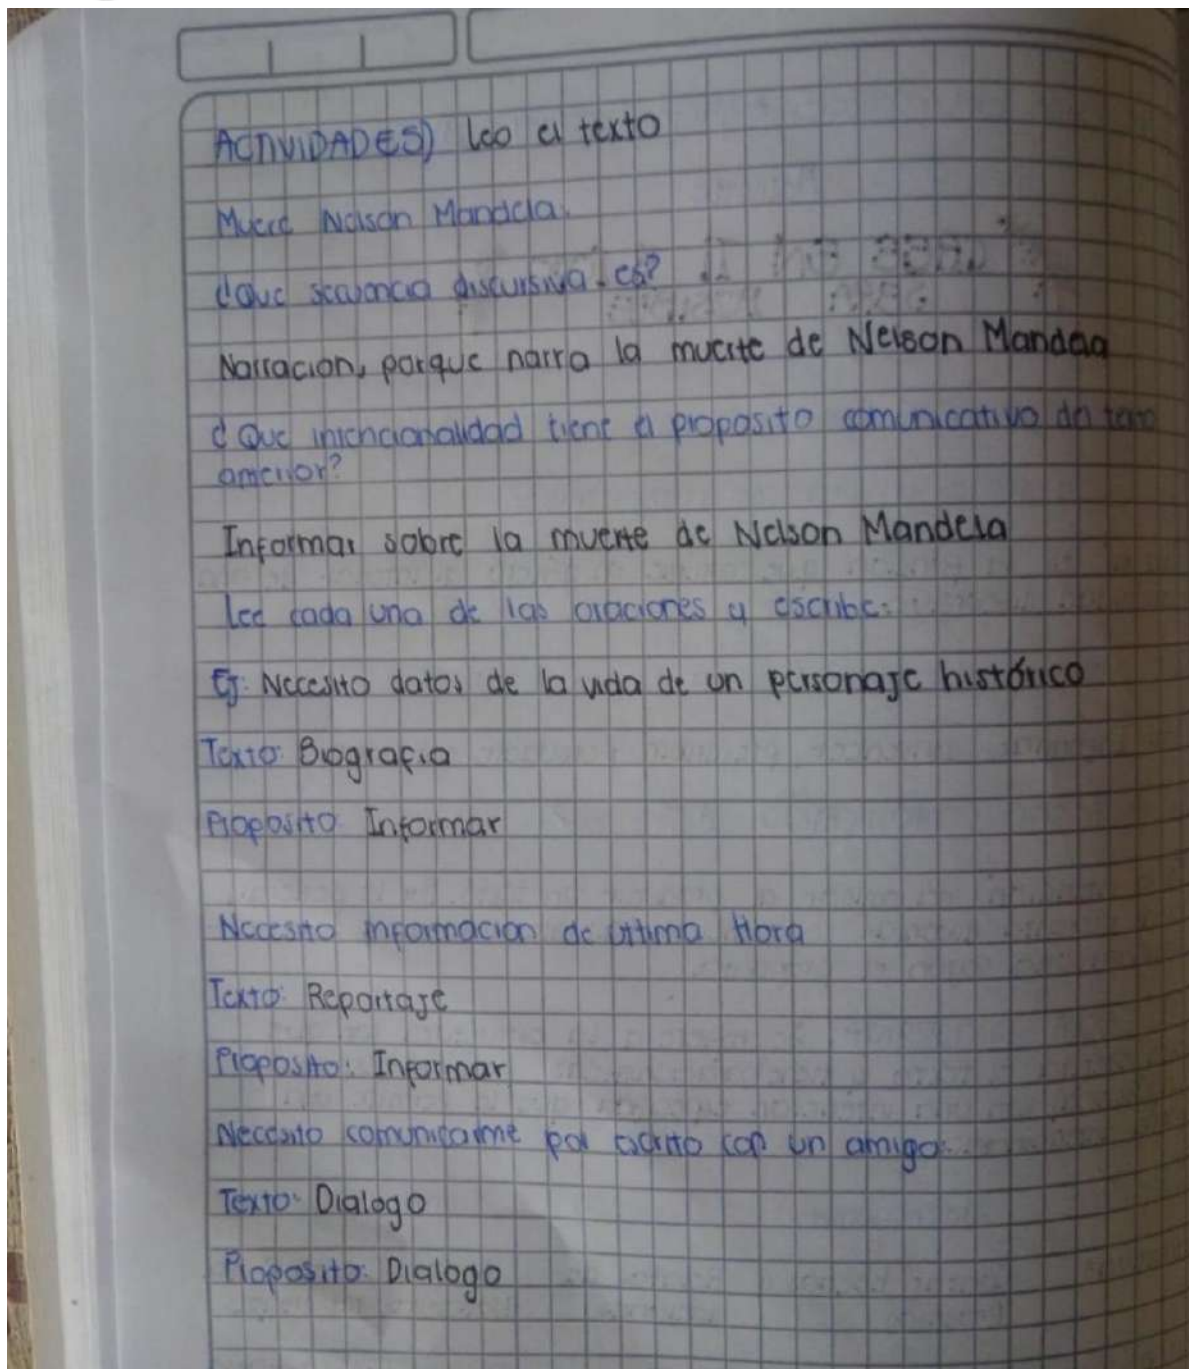 ACTIVIDADES) Leo el texto
Muere Nelson Mandela.
¿Que secuencia discursiva es?
Narracion, porque narra la muerte de Nelson Mandela
¿Que intencionalidad tiene el proposito comunicativo del texto
anterior?
Informar sobre la muerte de Nelson Mandela
Lee cada una de las oraciones y escribe:
Ej: Necesito datos de la vida de un personaje histórico
Texto: Biografia
Proposito: Informar
Necesito informacion de ultima Hora
Texto: Reportaje
Proposito: Informar
Necesito comunicarme por escrito con un amigo:
Texto: Dialogo
Proposito: Dialogo